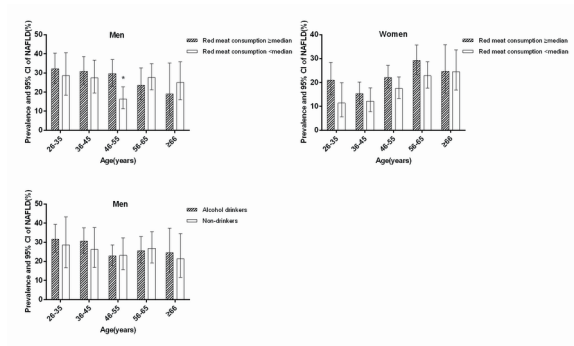 Men
Red meat consumption ≥median
Red meat consumption <median
Prevalence and 95% CI of NAFLD(%)
50
40
30
20
10
0
*
26-35
36-45
46-55
56-65
≥66
Age(years)
Women
Red meat consumption ≥median
Red meat consumption <median
Prevalence and 95% CI of NAFLD(%)
40
30
20
10
0
26-35
36-45
46-55
56-65
≥66
Age(years)
Men
Alcohol drinkers
Non-drinkers
Prevalence and 95% CI of NAFLD(%)
50
40
30
20
10
0
26-35
36-45
46-55
56-65
≥66
Age(years)